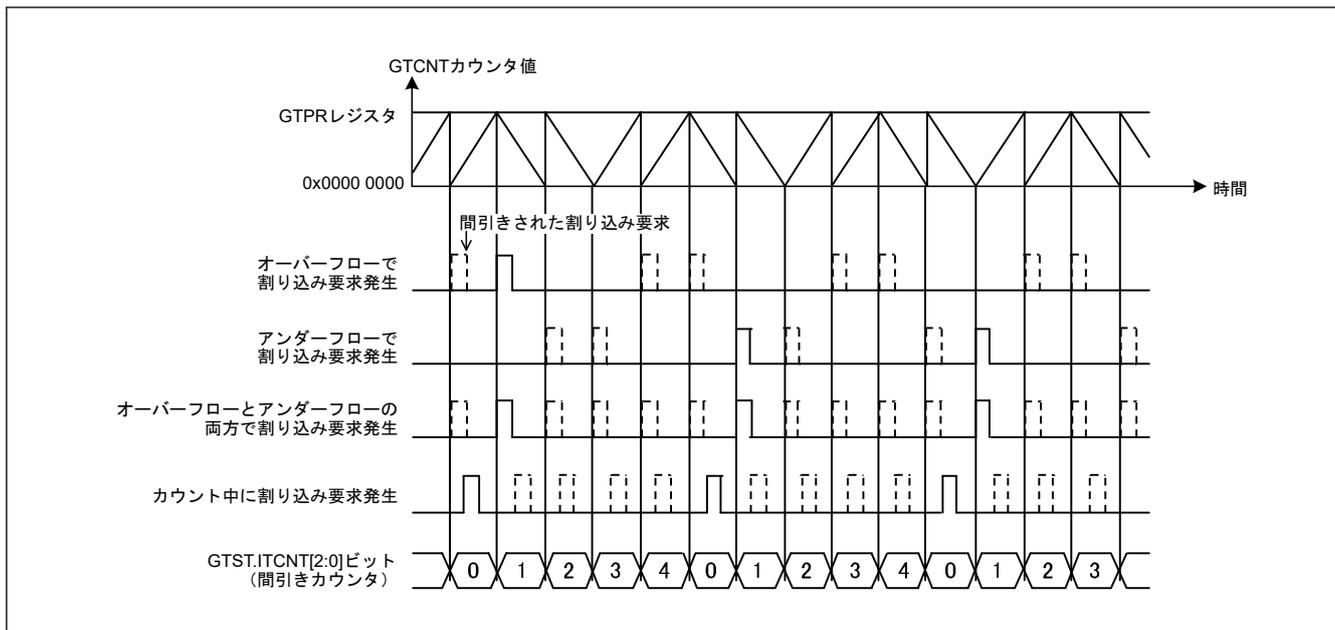 GTCNTカウンタ値
GTPRレジスタ
0x0000 0000
時間
間引きされた割り込み要求
オーバーフローで
割り込み要求発生
アンダーフローで
割り込み要求発生
オーバーフローとアンダーフローの
両方で割り込み要求発生
カウント中に割り込み要求発生
GTST.ITCNT[2:0]ビット
（間引きカウンタ）
0 1 2 3 4 0 1 2 3 4 0 1 2 3